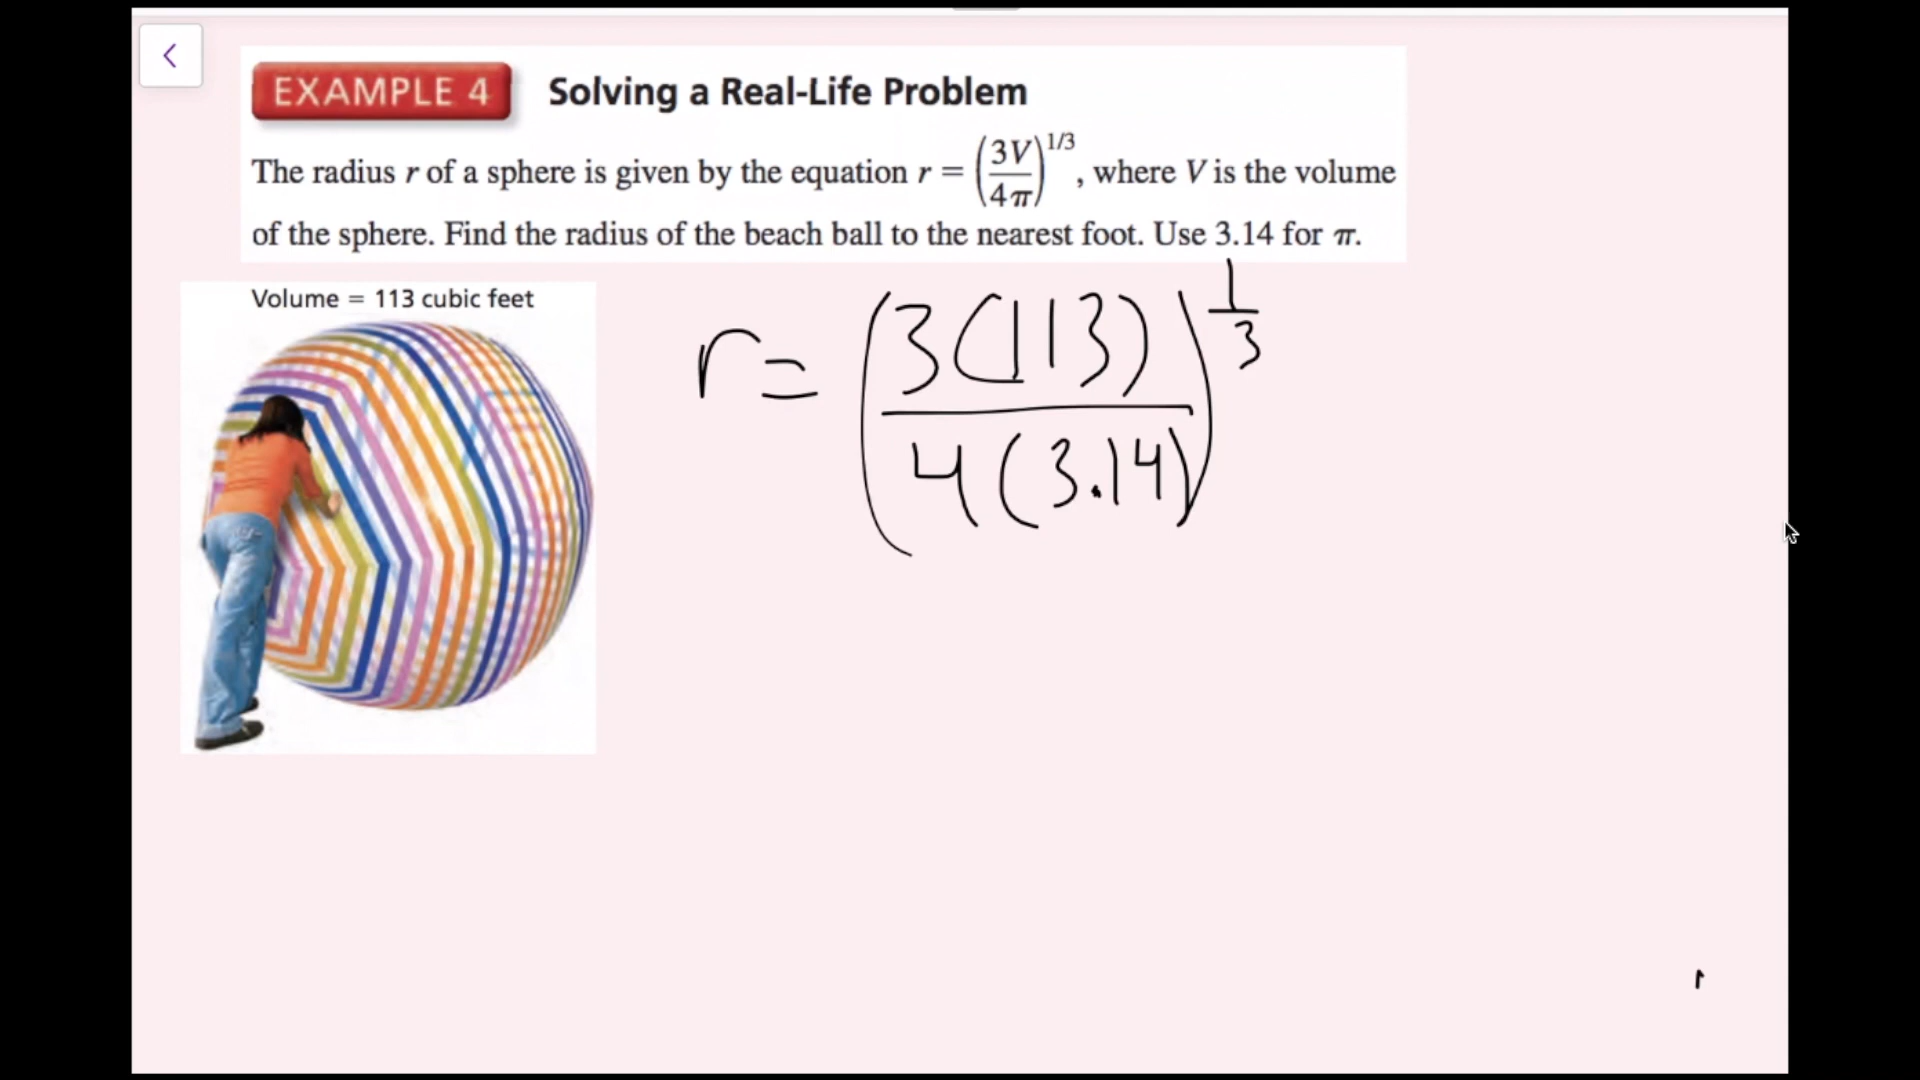 EXAMPLE 4 Solving a Real-Life Problem
The radius r of a sphere is given by the equation r = (3V/4π)^1/3, where V is the volume
of the sphere. Find the radius of the beach ball to the nearest foot. Use 3.14 for π.
Volume = 113 cubic feet
r = (3(113)/4(3.14))^1/3